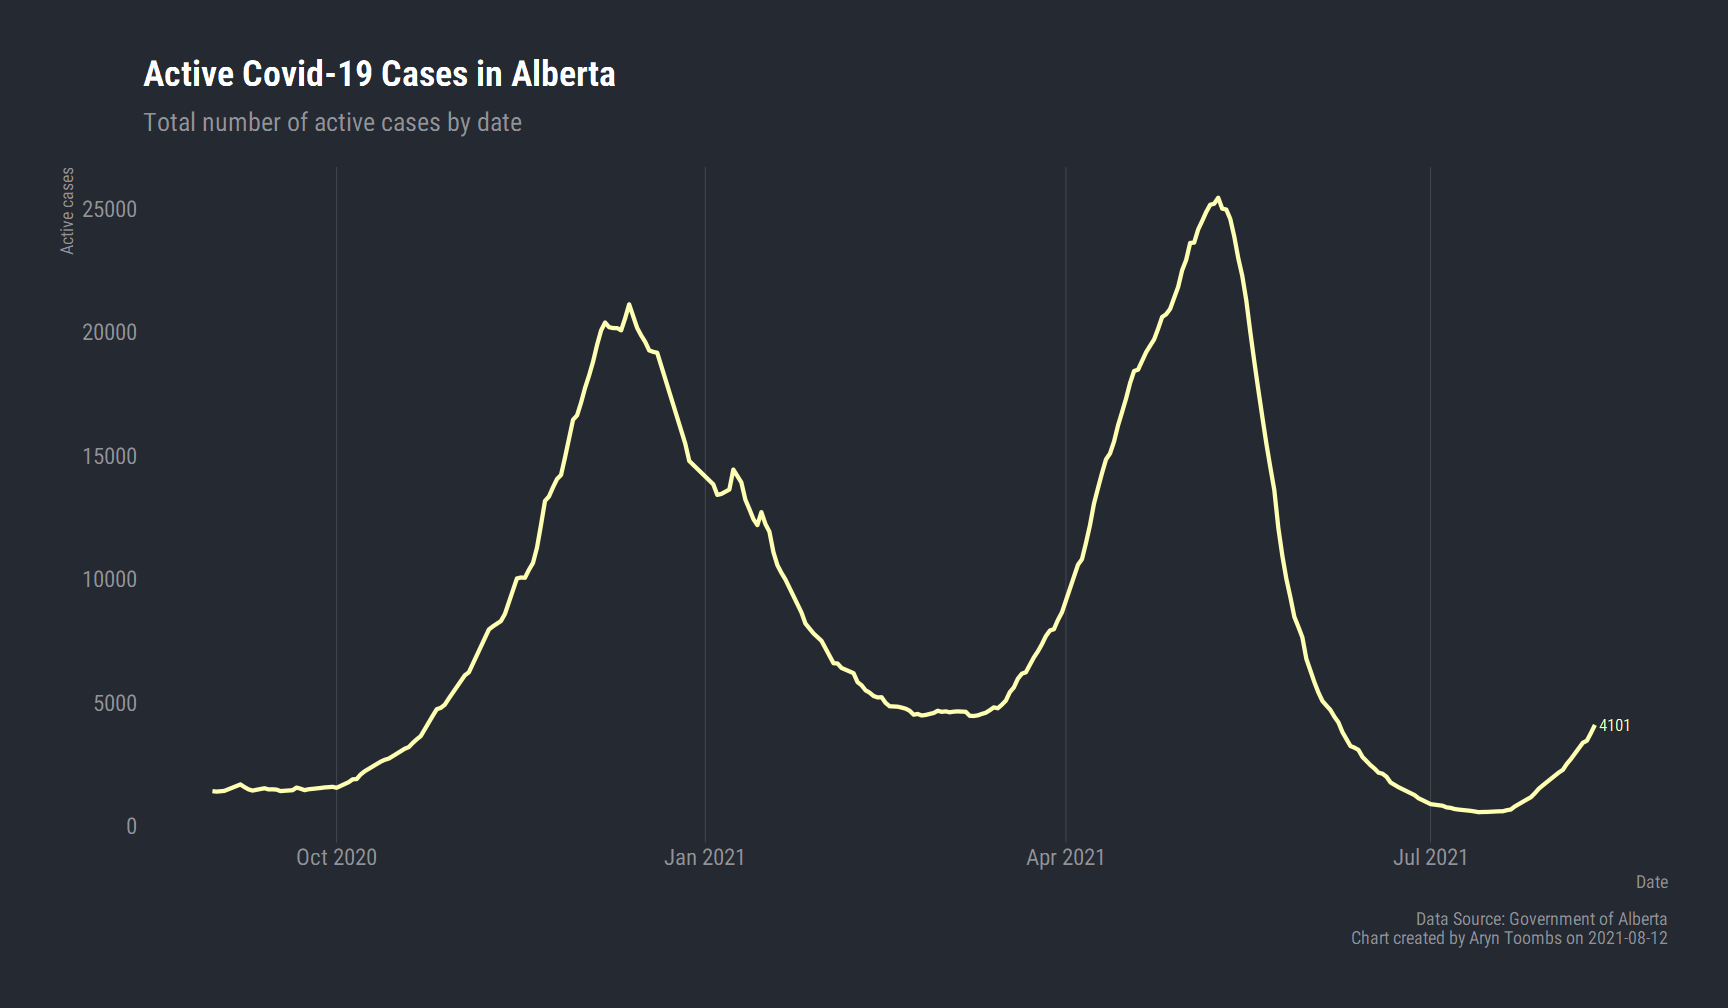 Active Covid-19 Cases in Alberta
Total number of active cases by date
Active cases
25000
20000
15000
10000
5000
0
4101
Oct 2020
Jan 2021
Apr 2021
Jul 2021
Date
Data Source: Government of Alberta
Chart created by Aryn Toombs on 2021-08-12